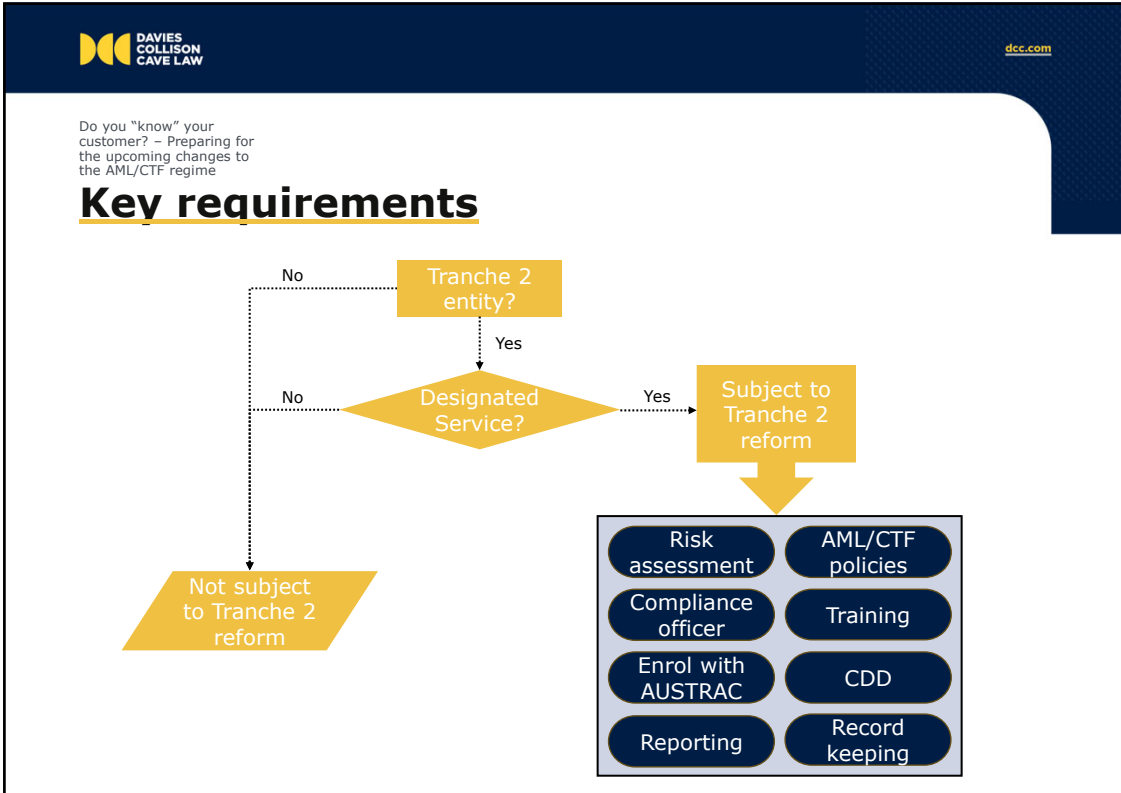 DAVIES
COLLISON
CAVE LAW
dcc.com
Do you “know” your
customer? – Preparing for
the upcoming changes to
the AML/CTF regime
Key requirements
No
Tranche 2
entity?
Yes
No
Designated
Service?
Yes
Subject to
Tranche 2
reform
Not subject
to Tranche 2
reform
Risk
assessment
AML/CTF
policies
Compliance
officer
Training
Enrol with
AUSTRAC
CDD
Reporting
Record
keeping